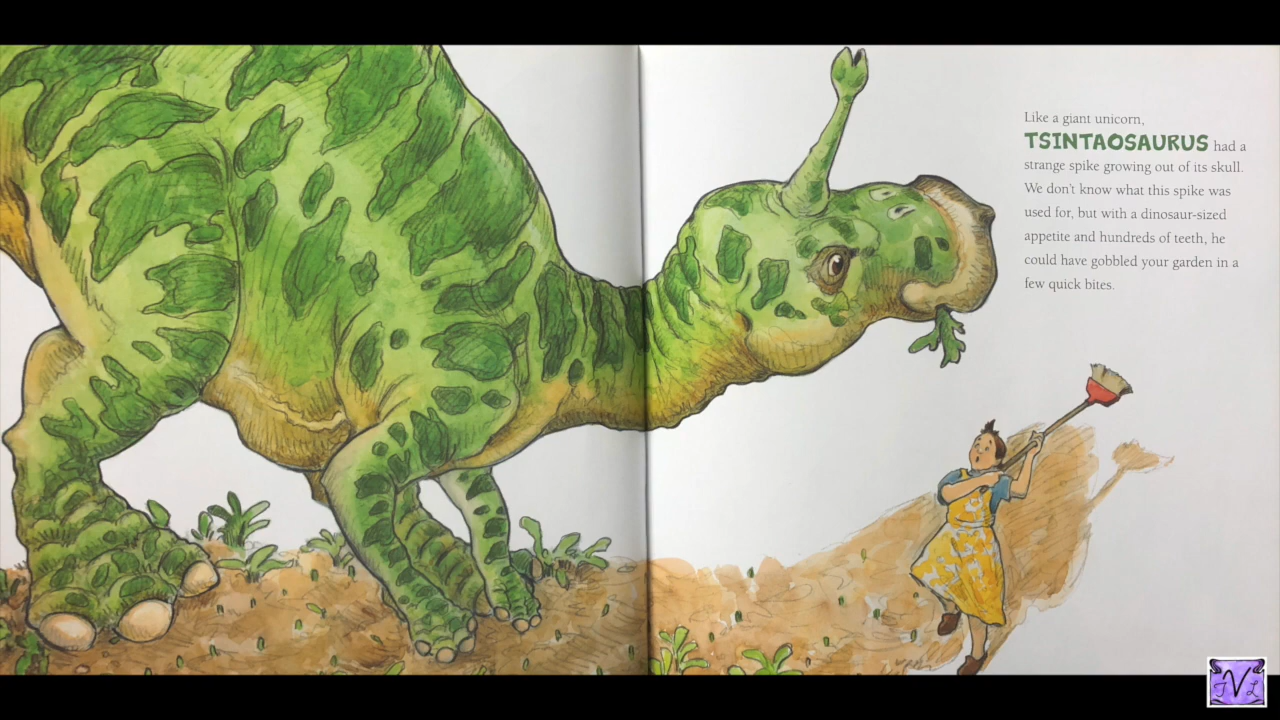 Like a giant unicorn,
TSINTAOSAURUS had a
strange spike growing out of its skull.
We don't know what this spike was
used for, but with a dinosaur-sized
appetite and hundreds of teeth, he
could have gobbled your garden in a
few quick bites.